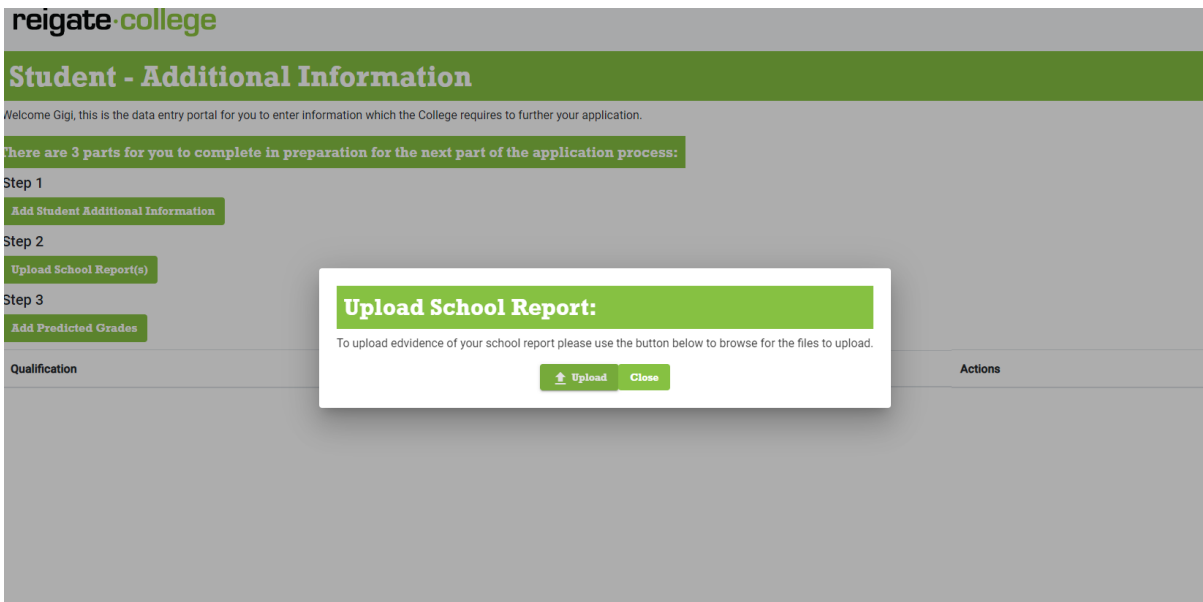 reigate·college
Student - Additional Information
Welcome Gigi, this is the data entry portal for you to enter information which the College requires to further your application.
There are 3 parts for you to complete in preparation for the next part of the application process:
Step 1
Add Student Additional Information
Step 2
Upload School Report(s)
Step 3
Add Predicted Grades
Qualification
Actions
Upload School Report:
To upload edvidence of your school report please use the button below to browse for the files to upload.
Upload Close